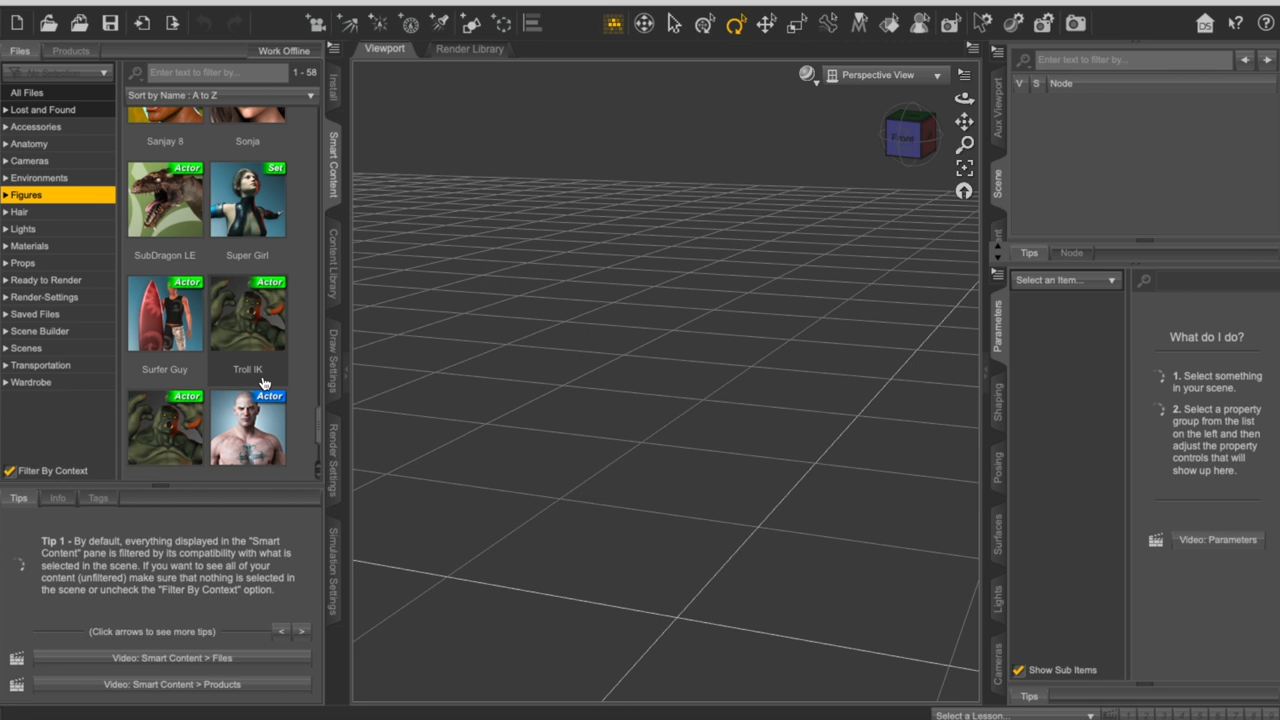 Files
Products
Work Offline
Enter text to filter by...
1 - 58
All Files
Sort by Name : A to Z
Lost and Found
Accessories
Anatomy
Cameras
Environments
Figures
Hair
Lights
Materials
Props
Ready to Render
Render-Settings
Saved Files
Scene Builder
Scenes
Transportation
Wardrobe
Filter By Context
Sanjay 8
Sonja
Actor
Set
SubDragon LE
Super Girl
Actor
Actor
Surfer Guy
Troll IK
Actor
Actor
Tips
Info
Tags
Tip 1 - By default, everything displayed in the "Smart
Content" pane is filtered by its compatibility with what is
selected in the scene. If you want to see all of your
content (unfiltered) make sure that nothing is selected in
the scene or uncheck the "Filter By Context" option.
(Click arrows to see more tips)
<
>
Video: Smart Content > Files
Video: Smart Content > Products
Install
Smart Content
Content Library
Draw Settings
Render Settings
Simulation Settings
Viewport
Render Library
Perspective View
Front
Aux Viewport
Scene
Parameters
Shaping
Posing
Surfaces
Lights
Cameras
DS
Enter text to filter by...
V
S
Node
Tips
Node
Select an Item...
What do I do?
1. Select something
in your scene.
2. Select a property
group from the list
on the left and then
adjust the property
controls that will
show up here.
Video: Parameters
Show Sub Items
Tips
Select a Lesson...